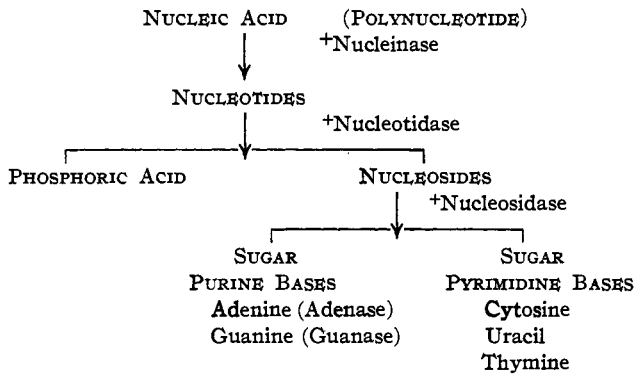 NUCLEIC ACID (POLYNUCLEOTIDE)
+Nucleinase
NUCLEOTIDES
+Nucleotidase
PHOSPHORIC ACID NUCLEOSIDES
+Nucleosidase
SUGAR SUGAR
PURINE BASES PYRIMIDINE BASES
Adenine (Adenase) Cytosine
Guanine (Guanase) Uracil
Thymine